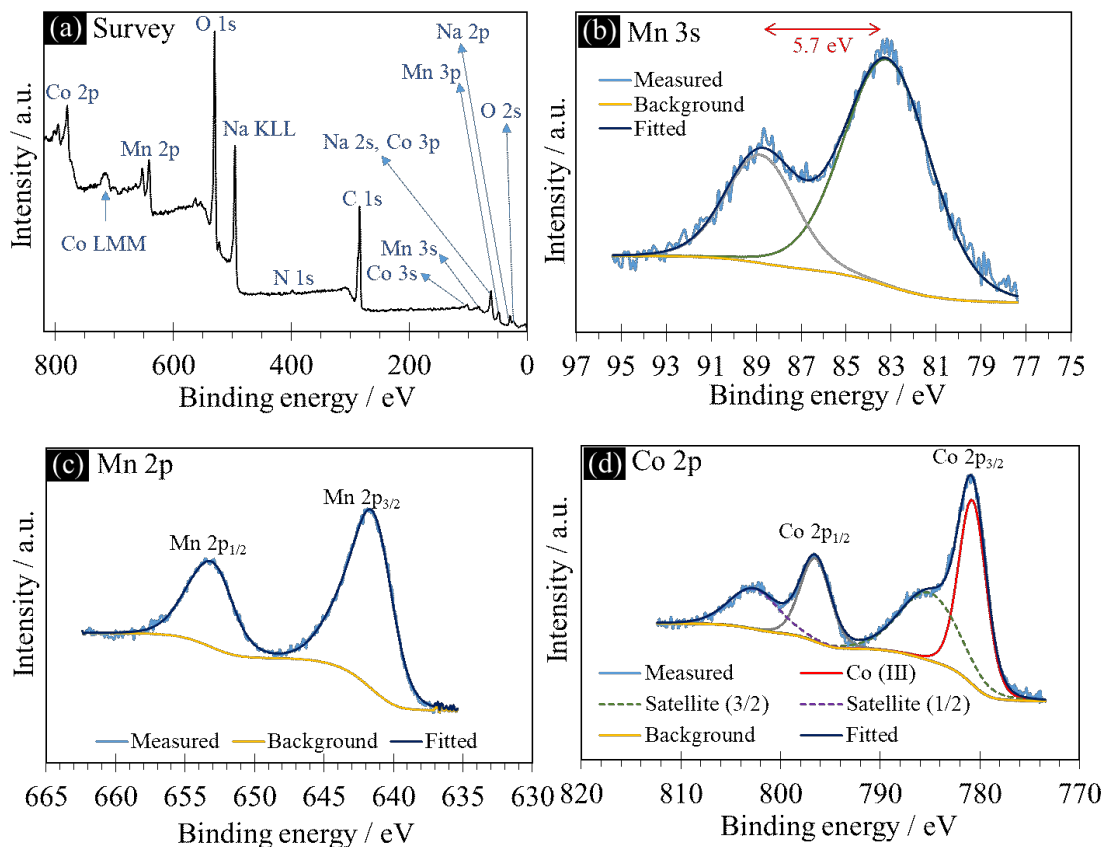 (a) Survey
O 1s
Na 2p
Mn 3p
O 2s
Co 2p
Na KLL
Mn 2p
Na 2s, Co 3p
C 1s
Co LMM
Mn 3s
N 1s
Co 3s
Intensity / a.u.
800 600 400 200 0
Binding energy / eV
(b) Mn 3s
5.7 eV
Measured
Background
Fitted
Intensity / a.u.
97 95 93 91 89 87 85 83 81 79 77 75
Binding energy / eV
(c) Mn 2p
Mn 2p3/2
Mn 2p1/2
Intensity / a.u.
Measured Background Fitted
665 660 655 650 645 640 635 630
Binding energy / eV
(d) Co 2p
Co 2p3/2
Co 2p1/2
Intensity / a.u.
Measured Co (III)
Satellite (3/2) Satellite (1/2)
Background Fitted
820 810 800 790 780 770
Binding energy / eV